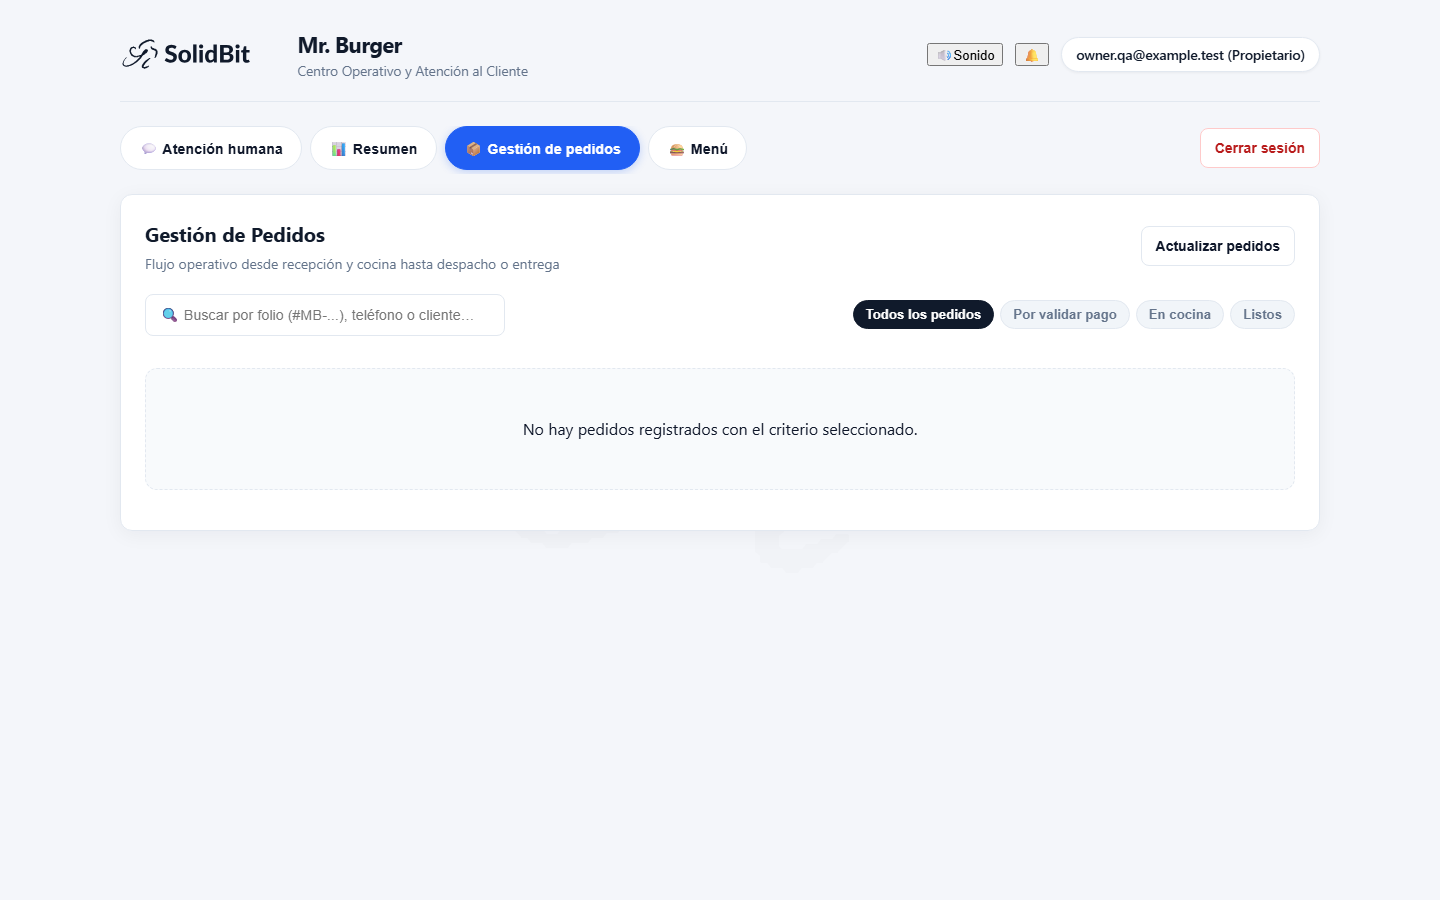 SolidBit
Mr. Burger
Centro Operativo y Atención al Cliente
Sonido
owner.qa@example.test (Propietario)
Atención humana
Resumen
Gestión de pedidos
Menú
Cerrar sesión
Gestión de Pedidos
Flujo operativo desde recepción y cocina hasta despacho o entrega
Actualizar pedidos
Buscar por folio (#MB-...), teléfono o cliente...
Todos los pedidos
Por validar pago
En cocina
Listos
No hay pedidos registrados con el criterio seleccionado.